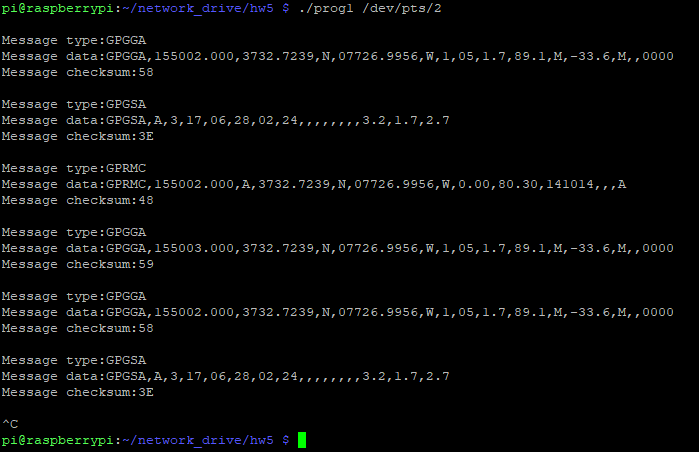 pi@raspberrypi:~/network_drive/hw5 $ ./prog1 /dev/pts/2
Message type:GPGGA
Message data:GPGGA,155002.000,3732.7239,N,07726.9956,W,1,05,1.7,89.1,M,-33.6,M,,0000
Message checksum:58
Message type:GPGSA
Message data:GPGSA,A,3,17,06,28,02,24,,,,,,,,3.2,1.7,2.7
Message checksum:3E
Message type:GPRMC
Message data:GPRMC,155002.000,A,3732.7239,N,07726.9956,W,0.00,80.30,141014,,,A
Message checksum:48
Message type:GPGGA
Message data:GPGGA,155003.000,3732.7239,N,07726.9956,W,1,05,1.7,89.1,M,-33.6,M,,0000
Message checksum:59
Message type:GPGGA
Message data:GPGGA,155002.000,3732.7239,N,07726.9956,W,1,05,1.7,89.1,M,-33.6,M,,0000
Message checksum:58
Message type:GPGSA
Message data:GPGSA,A,3,17,06,28,02,24,,,,,,,,3.2,1.7,2.7
Message checksum:3E
^C
pi@raspberrypi:~/network_drive/hw5 $